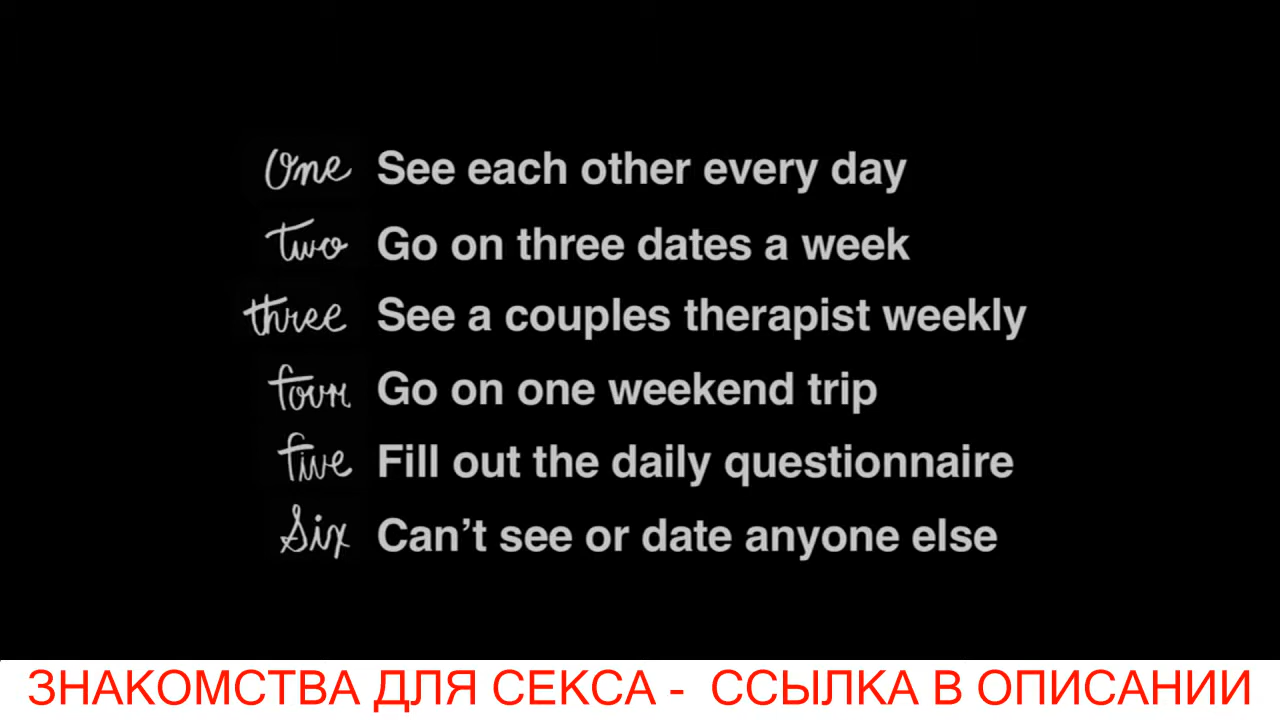 One See each other every day
two Go on three dates a week
three See a couples therapist weekly
four Go on one weekend trip
five Fill out the daily questionnaire
Six Can’t see or date anyone else
ЗНАКОМСТВА ДЛЯ СЕКСА - ССЫЛКА В ОПИСАНИИ